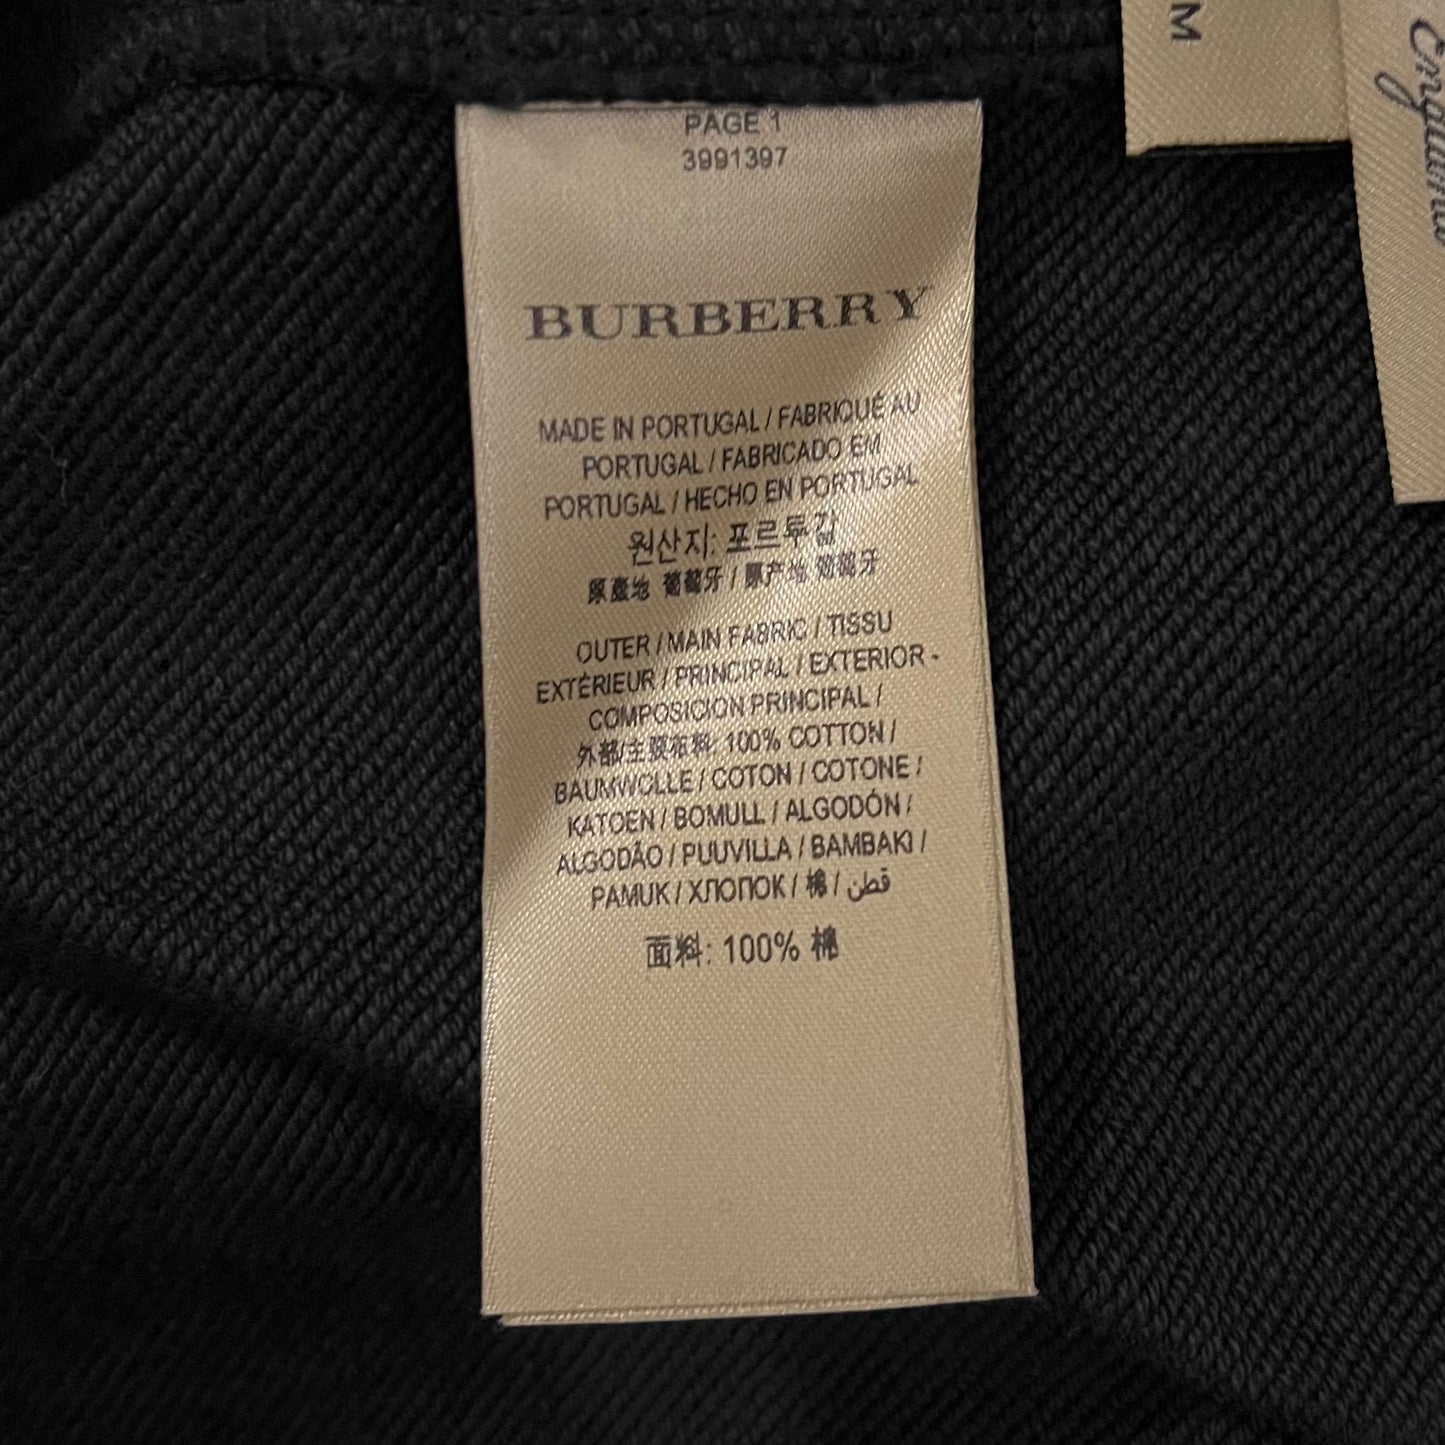 PAGE 1
3991397
BURBERRY
MADE IN PORTUGAL / FABRIQUÉ AU
PORTUGAL / FABRICADO EM
PORTUGAL / HECHO EN PORTUGAL
원산지: 포르투갈
原產地 葡萄牙 / 原产地 葡萄牙
OUTER / MAIN FABRIC / TISSU
EXTÉRIEUR / PRINCIPAL / EXTERIOR -
COMPOSICION PRINCIPAL /
外部/主要布料: 100% COTTON /
BAUMWOLLE / COTON / COTONE /
KATOEN / BOMULL / ALGODÓN /
ALGODÃO / PUUVILLA / BAMBAKI /
PAMUK / ХЛОПОК / 棉 / قطن
面料: 100% 棉
M
England